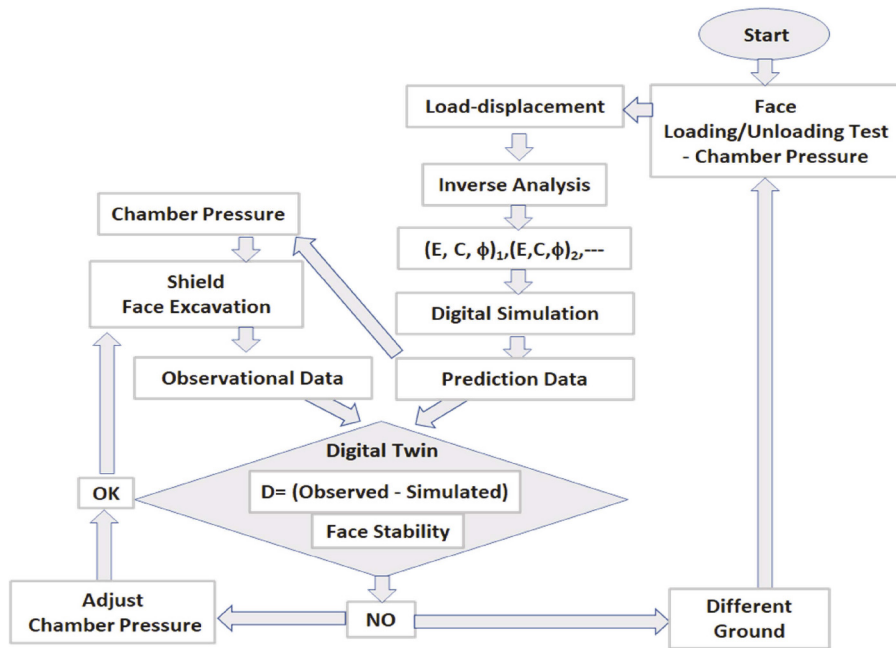 Start
Face
Loading/Unloading Test
- Chamber Pressure
Load-displacement
Inverse Analysis
(E, C, ϕ)₁,(E,C,ϕ)₂,---
Digital Simulation
Prediction Data
Chamber Pressure
Shield
Face Excavation
Observational Data
Digital Twin
D= (Observed - Simulated)
Face Stability
OK
NO
Adjust
Chamber Pressure
Different
Ground